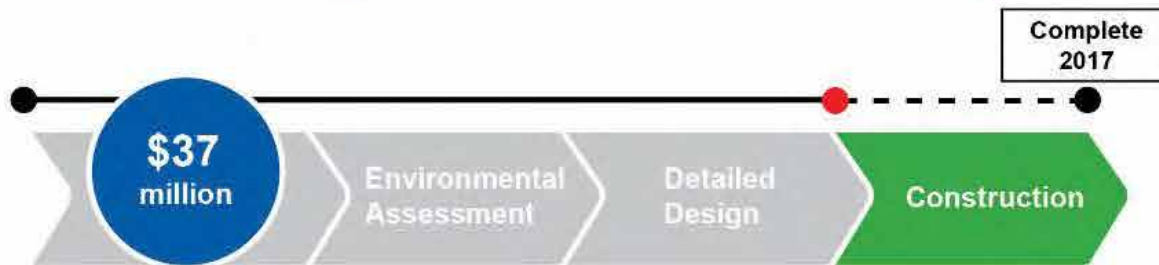 Complete
2017
$37
million
Environmental
Assessment
Detailed
Design
Construction